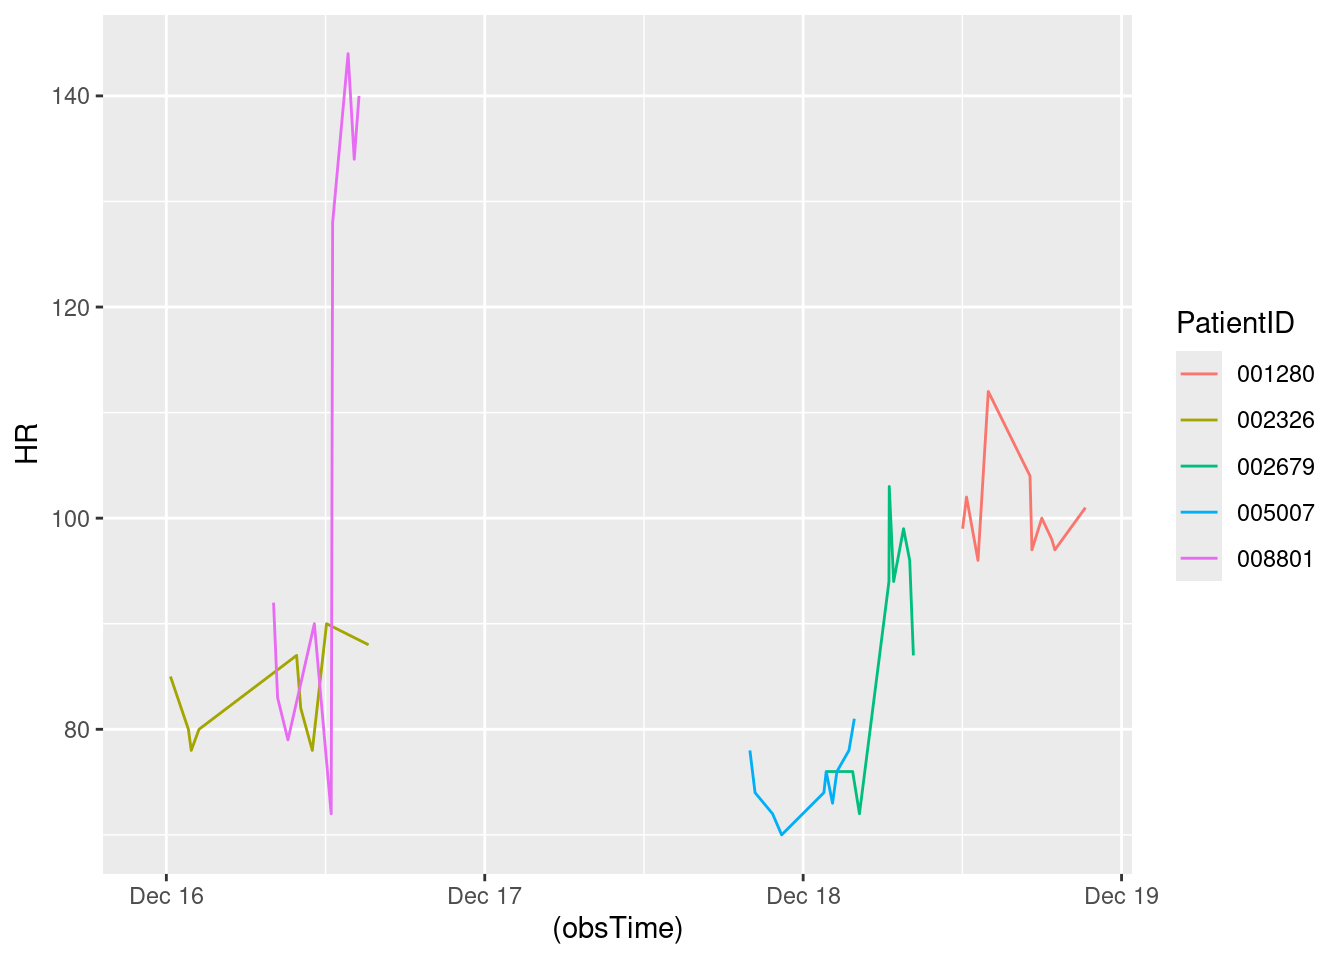 140
120
100
80
HR
Dec 16
Dec 17
Dec 18
Dec 19
(obsTime)
PatientID
001280
002326
002679
005007
008801